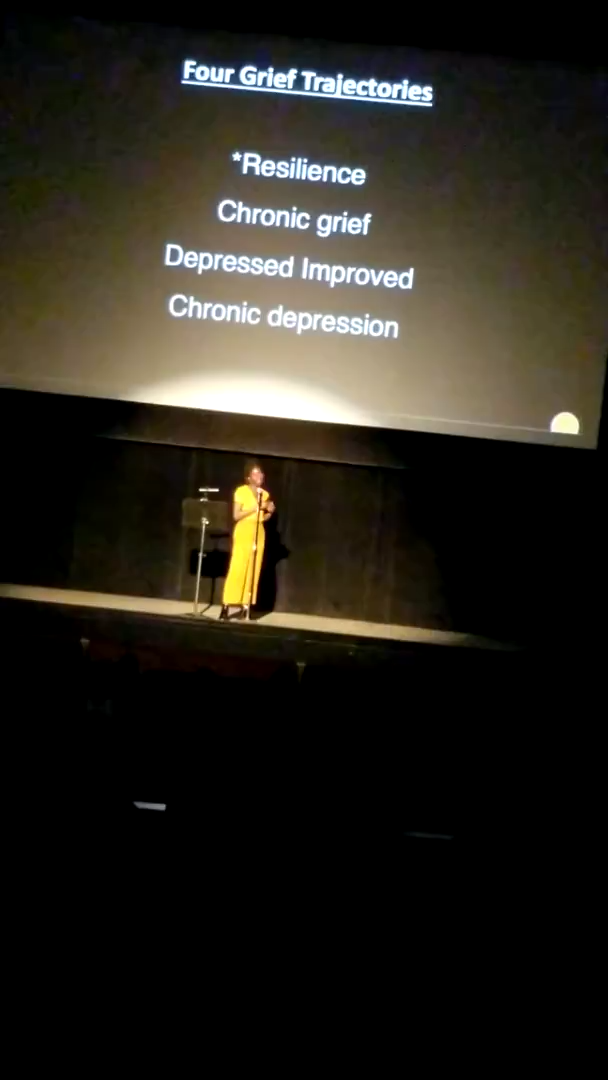 Four Grief Trajectories
*Resilience
Chronic grief
Depressed Improved
Chronic depression